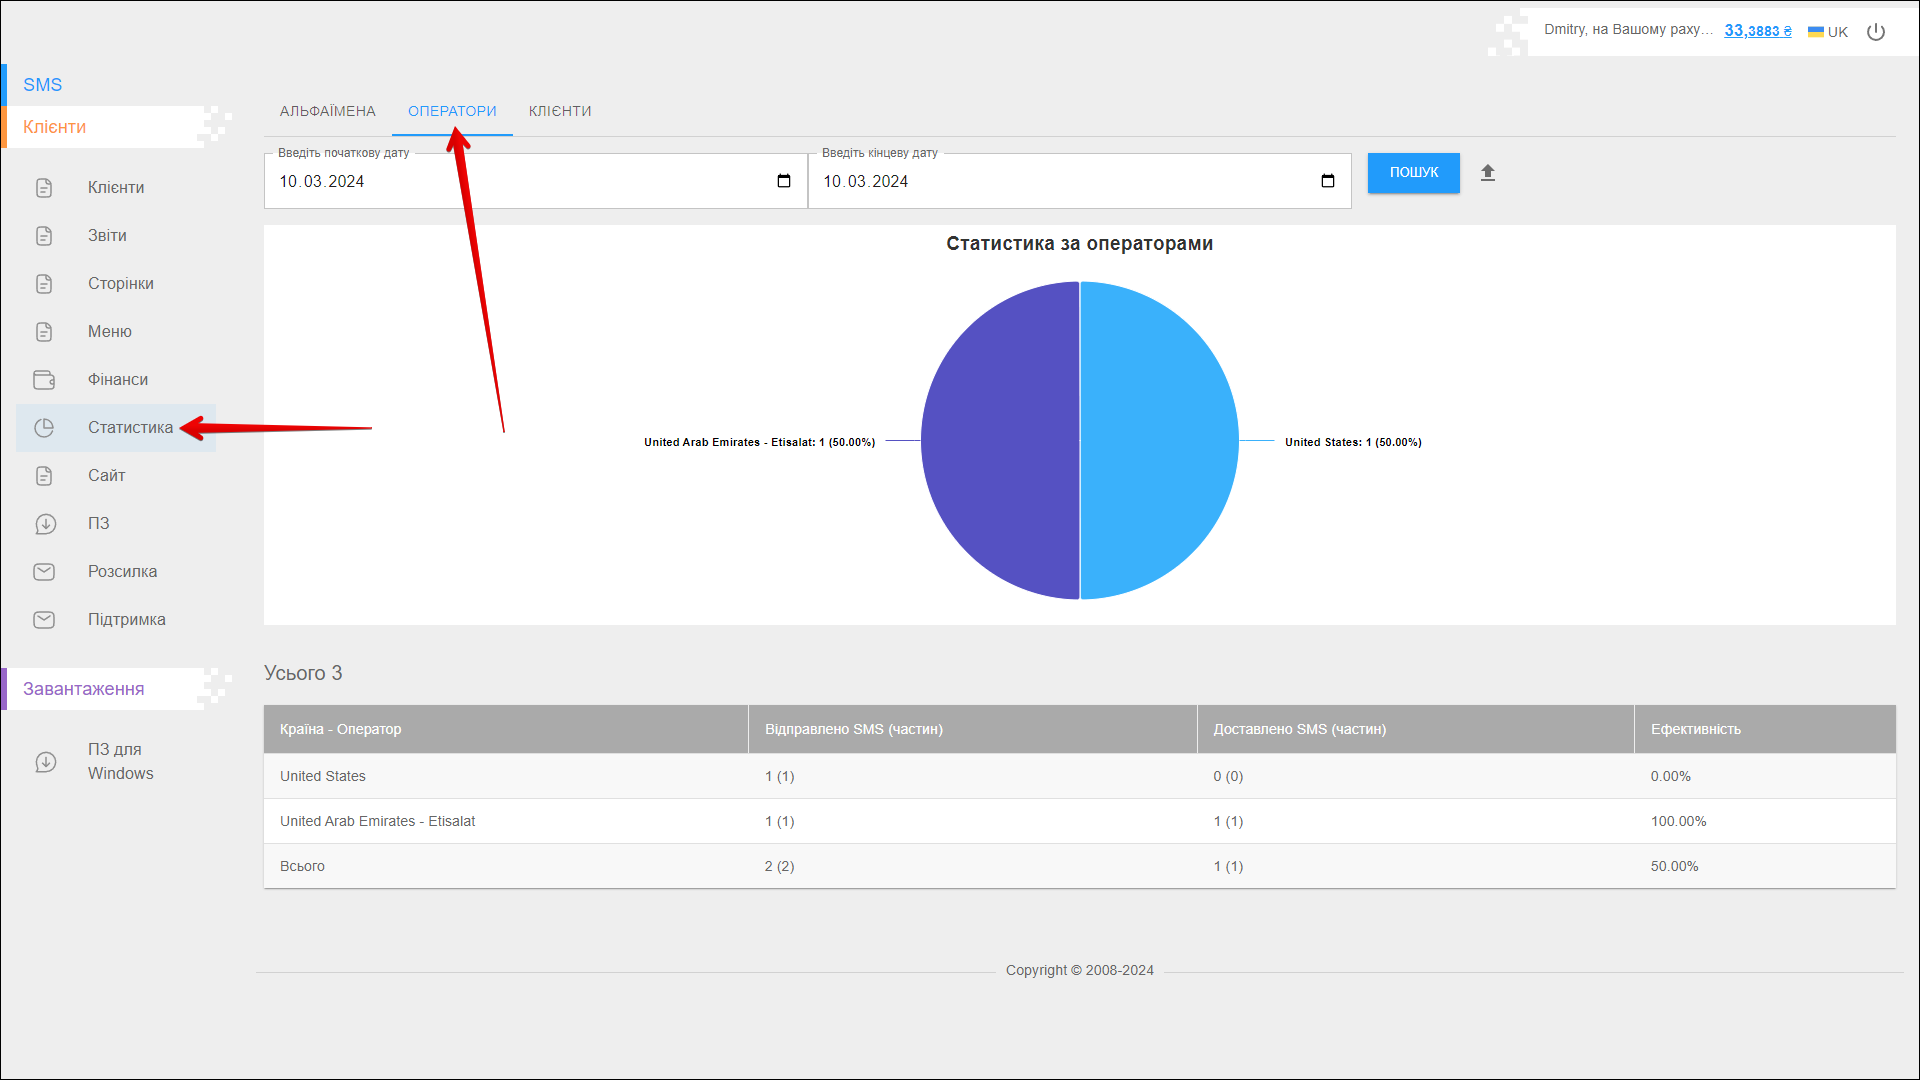 Dmitry, на Вашому раху... 33,3883 ₴ UK
SMS
Клієнти
Клієнти
Звіти
Сторінки
Меню
Фінанси
Статистика
Сайт
ПЗ
Розсилка
Підтримка
Завантаження
ПЗ для
Windows
АЛЬФАЇМЕНА ОПЕРАТОРИ КЛІЄНТИ
Введіть початкову дату Введіть кінцеву дату
10.03.2024 10.03.2024 ПОШУК
Статистика за операторами
United Arab Emirates - Etisalat: 1 (50.00%) United States: 1 (50.00%)
Усього 3
Країна - Оператор Відправлено SMS (частин) Доставлено SMS (частин) Ефективність
United States 1 (1) 0 (0) 0.00%
United Arab Emirates - Etisalat 1 (1) 1 (1) 100.00%
Всього 2 (2) 1 (1) 50.00%
Copyright © 2008-2024